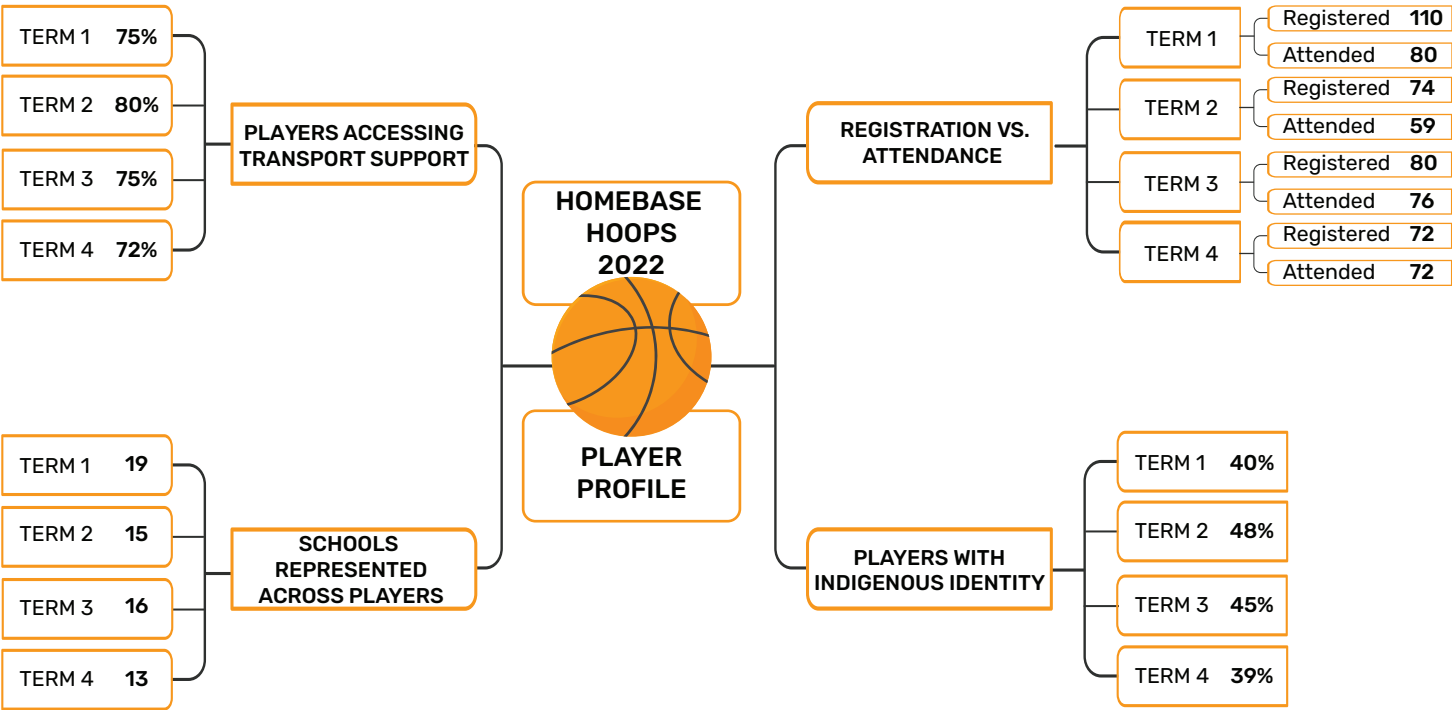 HOMEBASE
HOOPS
2022
PLAYER
PROFILE
PLAYERS ACCESSING
TRANSPORT SUPPORT
TERM 1 75%
TERM 2 80%
TERM 3 75%
TERM 4 72%
SCHOOLS
REPRESENTED
ACROSS PLAYERS
TERM 1 19
TERM 2 15
TERM 3 16
TERM 4 13
REGISTRATION VS.
ATTENDANCE
TERM 1
Registered 110
Attended 80
TERM 2
Registered 74
Attended 59
TERM 3
Registered 80
Attended 76
TERM 4
Registered 72
Attended 72
PLAYERS WITH
INDIGENOUS IDENTITY
TERM 1 40%
TERM 2 48%
TERM 3 45%
TERM 4 39%